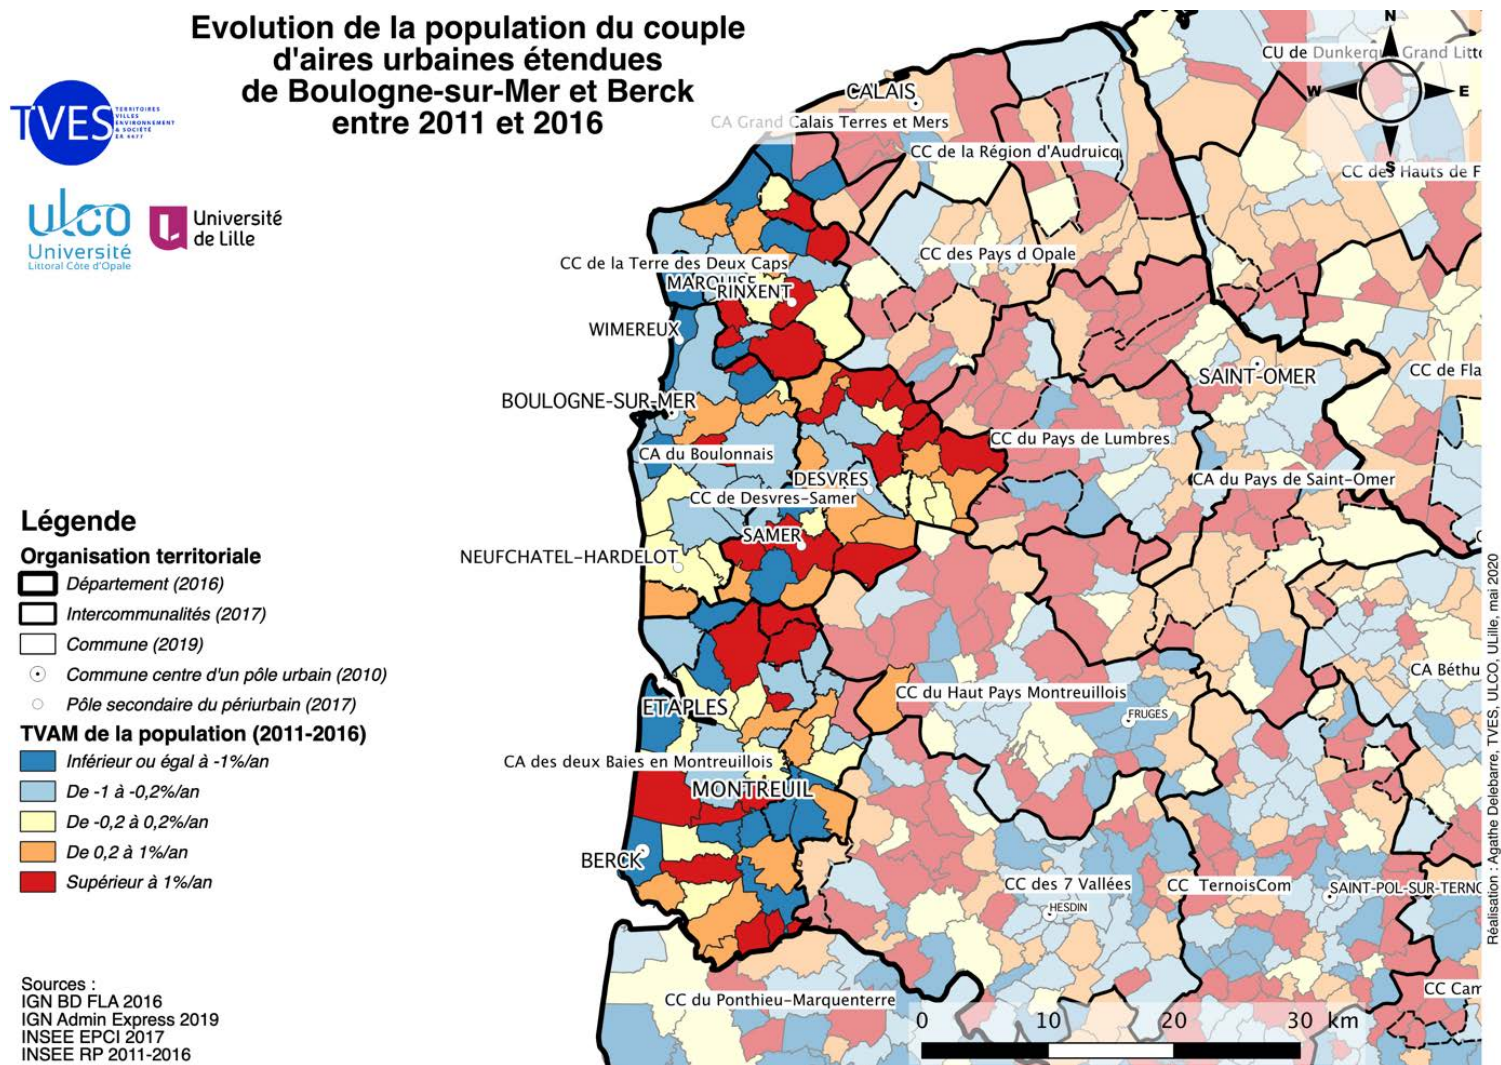 Evolution de la population du couple
d'aires urbaines étendues
de Boulogne-sur-Mer et Berck
entre 2011 et 2016
TVES
TERRITOIRES
VILLES
ENVIRONNEMENT
& SOCIÉTÉ
ulco
Université
Littoral Côte d'Opale
Université
de Lille
Légende
Organisation territoriale
Département (2016)
Intercommunalités (2017)
Commune (2019)
Commune centre d'un pôle urbain (2010)
Pôle secondaire du périurbain (2017)
TVAM de la population (2011-2016)
Inférieur ou égal à -1%/an
De -1 à -0,2%/an
De -0,2 à 0,2%/an
De 0,2 à 1%/an
Supérieur à 1%/an
Sources :
IGN BD FLA 2016
IGN Admin Express 2019
INSEE EPCI 2017
INSEE RP 2011-2016
N
W
E
S
CU de Dunkerque Grand Litto
CALAIS
CA Grand Calais Terres et Mers
CC de la Région d'Audruicq
CC des Hauts de F
CC de la Terre des Deux Caps
CC des Pays d Opale
MARQUISE
RINXENT
WIMEREUX
SAINT-OMER
CC de Fla
BOULOGNE-SUR-MER
CC du Pays de Lumbres
CA du Boulonnais
DESVRES
CC de Desvres-Samer
CA du Pays de Saint-Omer
SAMER
NEUFCHATEL-HARDELOT
CA Béthu
CC du Haut Pays Montreuillois
ETAPLES
FRUGES
CA des deux Baies en Montreuillois
MONTREUIL
BERCK
CC des 7 Vallées
CC TernoisCom
SAINT-POL-SUR-TERNO
HESDIN
CC du Ponthieu-Marquenterre
CC Cam
0 10 20 30 km
Réalisation : Agathe Delebarre, TVES, ULCO, ULille, mai 2020